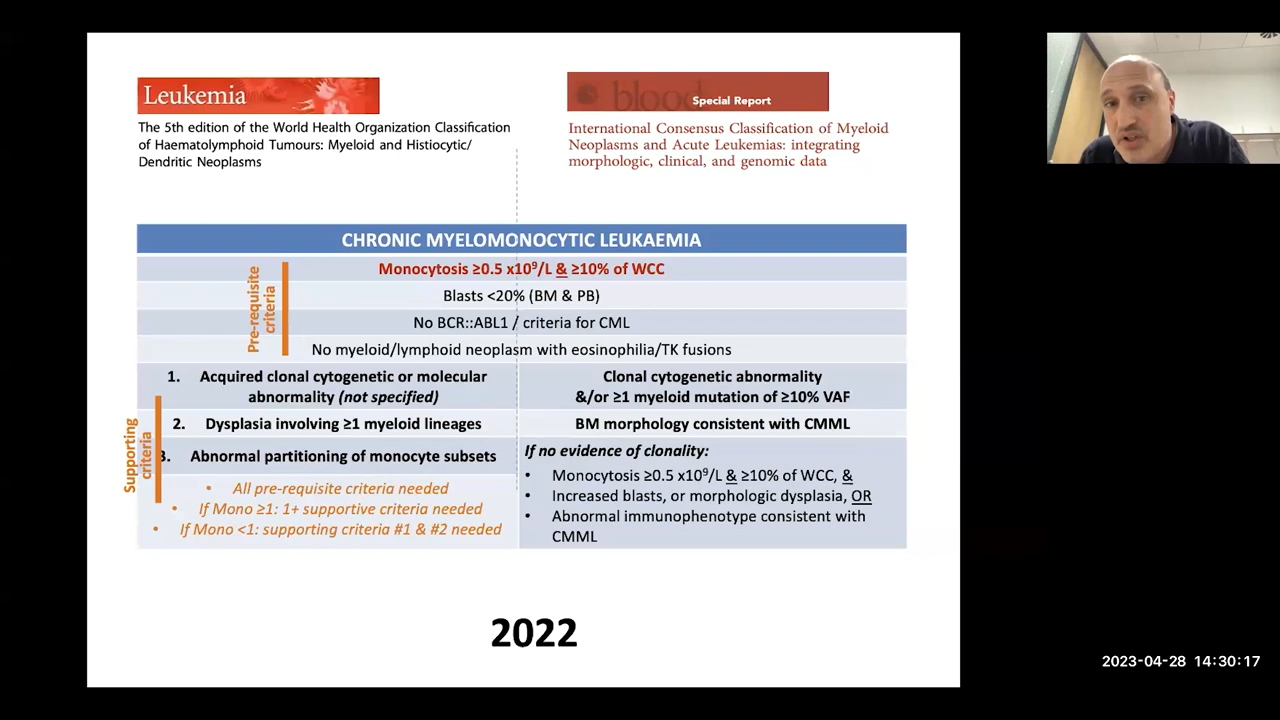 Leukemia
The 5th edition of the World Health Organization Classification
of Haematolymphoid Tumours: Myeloid and Histiocytic/
Dendritic Neoplasms
blood Special Report
International Consensus Classification of Myeloid
Neoplasms and Acute Leukemias: integrating
morphologic, clinical, and genomic data
CHRONIC MYELOMONOCYTIC LEUKAEMIA
Pre-requisite
criteria
Monocytosis ≥0.5 x10⁹/L & ≥10% of WCC
Blasts <20% (BM & PB)
No BCR::ABL1 / criteria for CML
No myeloid/lymphoid neoplasm with eosinophilia/TK fusions
Supporting
criteria
1. Acquired clonal cytogenetic or molecular
abnormality (not specified)
2. Dysplasia involving ≥1 myeloid lineages
3. Abnormal partitioning of monocyte subsets
• All pre-requisite criteria needed
• If Mono ≥1: 1+ supportive criteria needed
• If Mono <1: supporting criteria #1 & #2 needed
Clonal cytogenetic abnormality
&/or ≥1 myeloid mutation of ≥10% VAF
BM morphology consistent with CMML
If no evidence of clonality:
• Monocytosis ≥0.5 x10⁹/L & ≥10% of WCC, &
• Increased blasts, or morphologic dysplasia, OR
• Abnormal immunophenotype consistent with
CMML
2022
2023-04-28 14:30:17